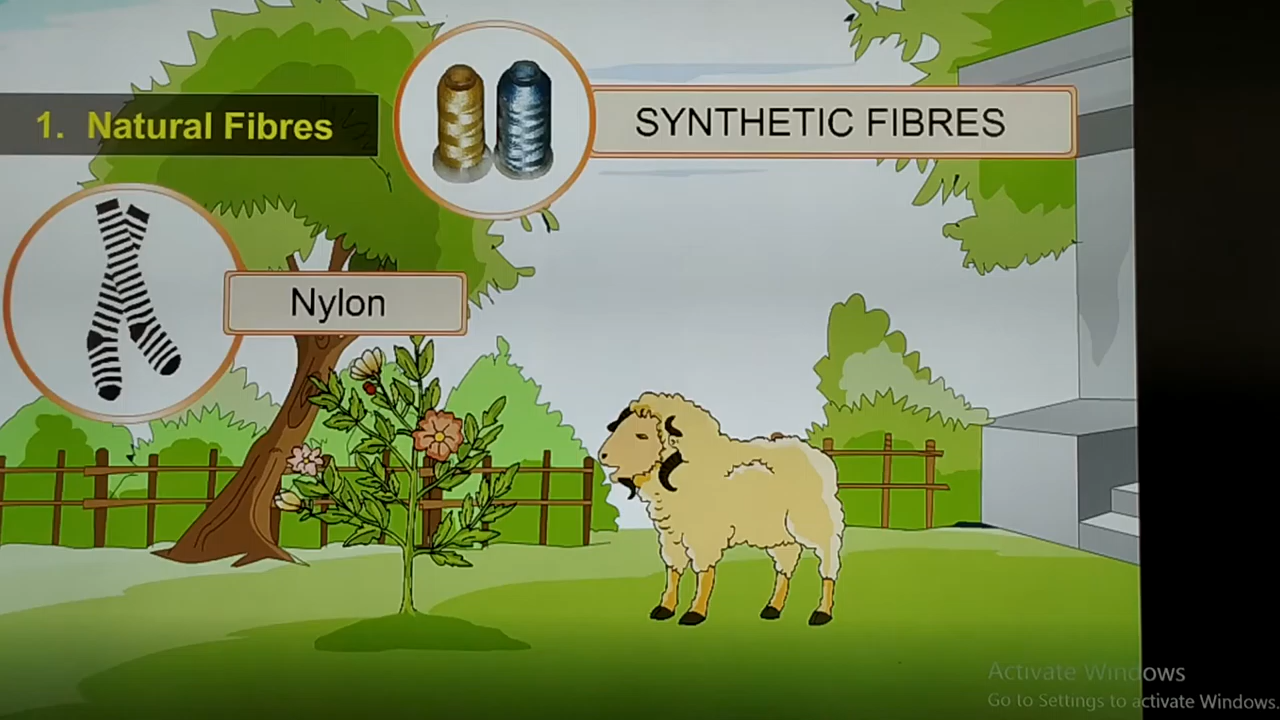 1. Natural Fibres
SYNTHETIC FIBRES
Nylon
Activate Windows
Go to Settings to activate Windows.